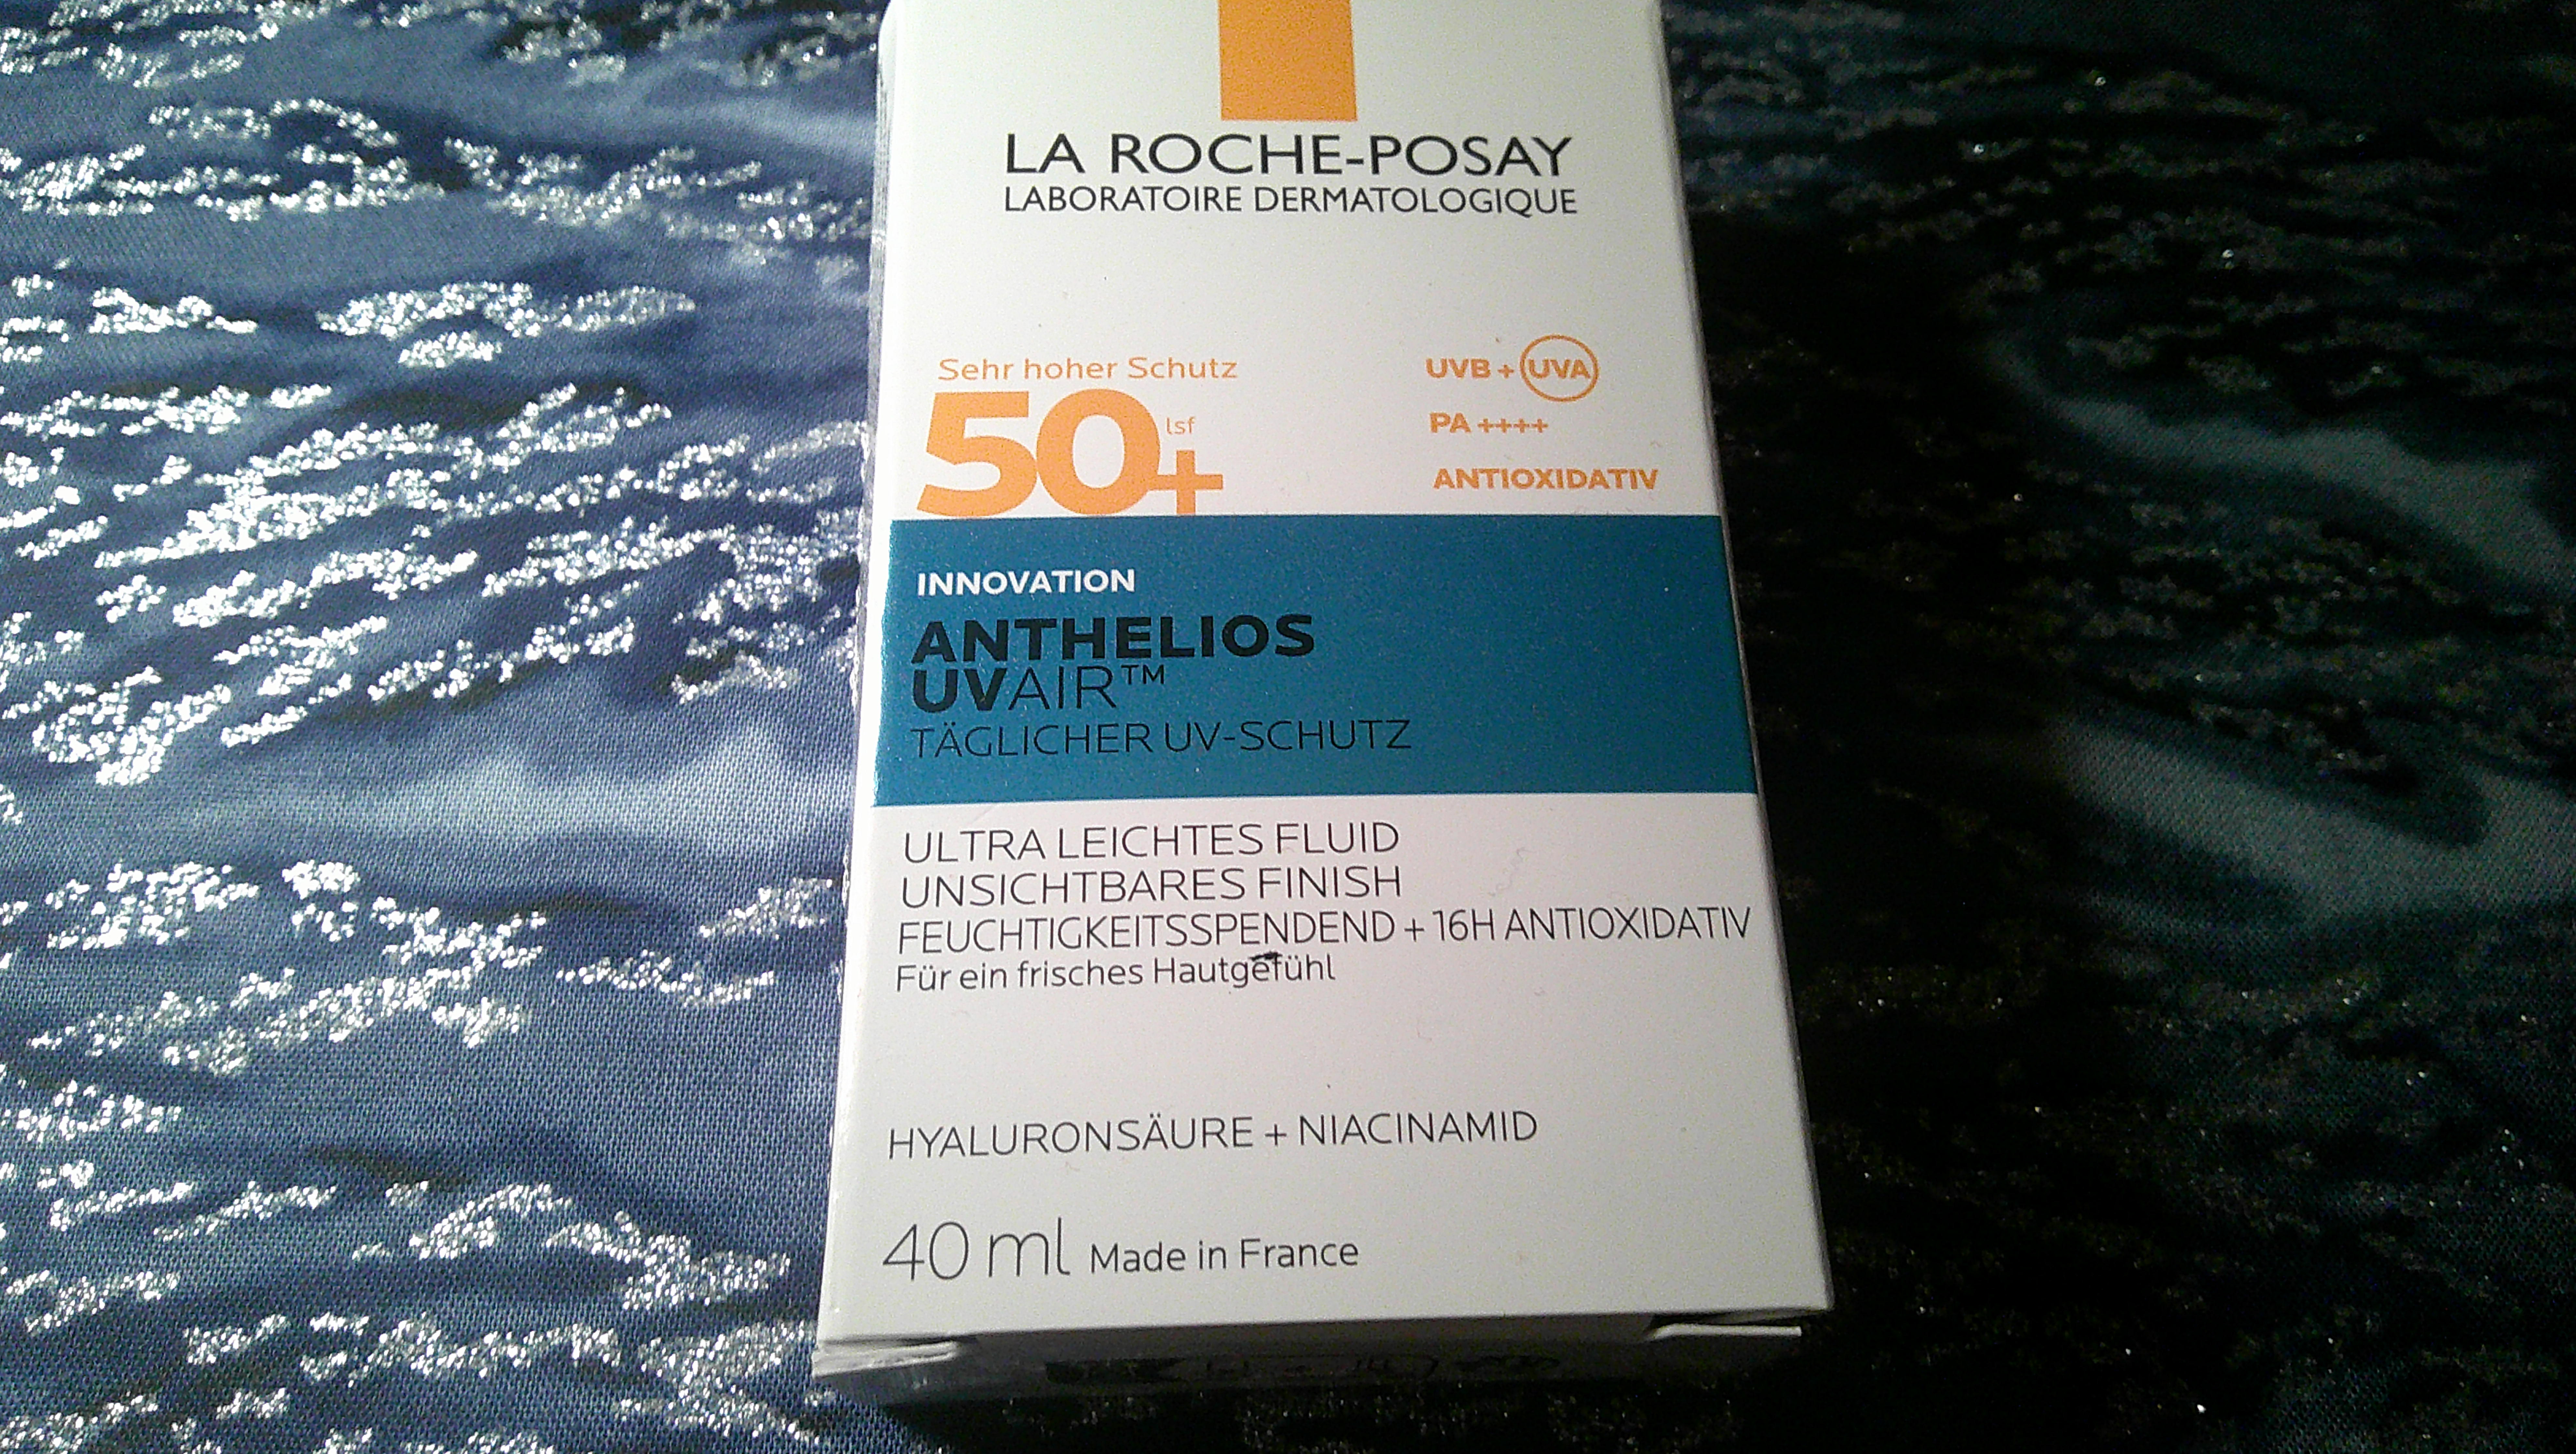 LA ROCHE-POSAY
LABORATOIRE DERMATOLOGIQUE
Sehr hoher Schutz
50+ lsf
UVB + UVA
PA ++++
ANTIOXIDATIV
INNOVATION
ANTHELIOS
UVAIR™
TÄGLICHER UV-SCHUTZ
ULTRA LEICHTES FLUID
UNSICHTBARES FINISH
FEUCHTIGKEITSSPENDEND + 16H ANTIOXIDATIV
Für ein frisches Hautgefühl
HYALURONSÄURE + NIACINAMID
40 ml Made in France